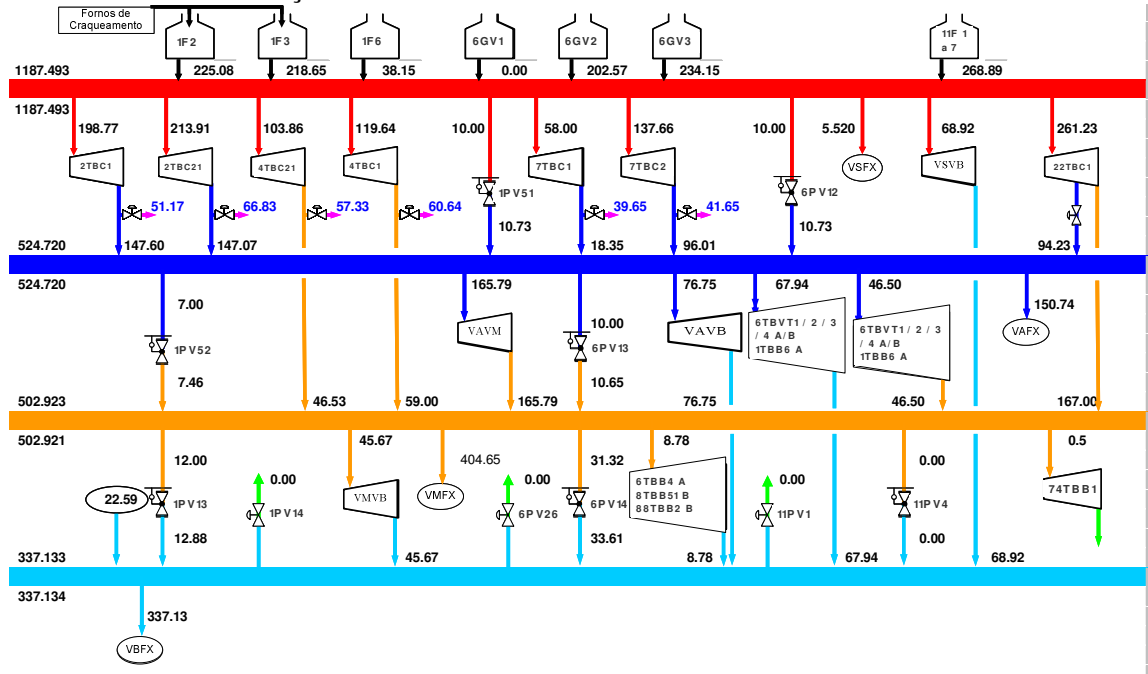 Fornos de
Craqueamento
1F2
1F3
1F6
6GV1
6GV2
6GV3
11F 1
a 7
1187.493
225.08
218.65
38.15
0.00
202.57
234.15
268.89
1187.493
198.77
213.91
103.86
119.64
10.00
58.00
137.66
10.00
5.520
68.92
261.23
2TBC1
2TBC21
4TBC21
4TBC1
1PV51
7TBC1
7TBC2
6PV12
VSFX
VSVB
22TBC1
51.17
66.83
57.33
60.64
10.73
39.65
41.65
10.73
524.720
147.60
147.07
18.35
96.01
94.23
524.720
7.00
165.79
10.00
76.75
67.94
46.50
150.74
1PV52
VAVM
6PV13
VAVB
6TBVT1/ 2 / 3
/ 4 A/B
1TBB6 A
6TBVT1/ 2 / 3
/ 4 A/B
1TBB6 A
VAFX
7.46
10.65
502.923
46.53
59.00
165.79
76.75
46.50
167.00
502.921
12.00
45.67
404.65
31.32
8.78
0.00
0.5
22.59
1PV13
0.00
1PV14
VMVB
VMFX
0.00
6PV26
6PV14
6TBB4 A
8TBB51 B
88TBB2 B
0.00
11PV1
11PV4
74TBB1
12.88
33.61
0.00
337.133
45.67
8.78
67.94
68.92
337.134
337.13
VBFX